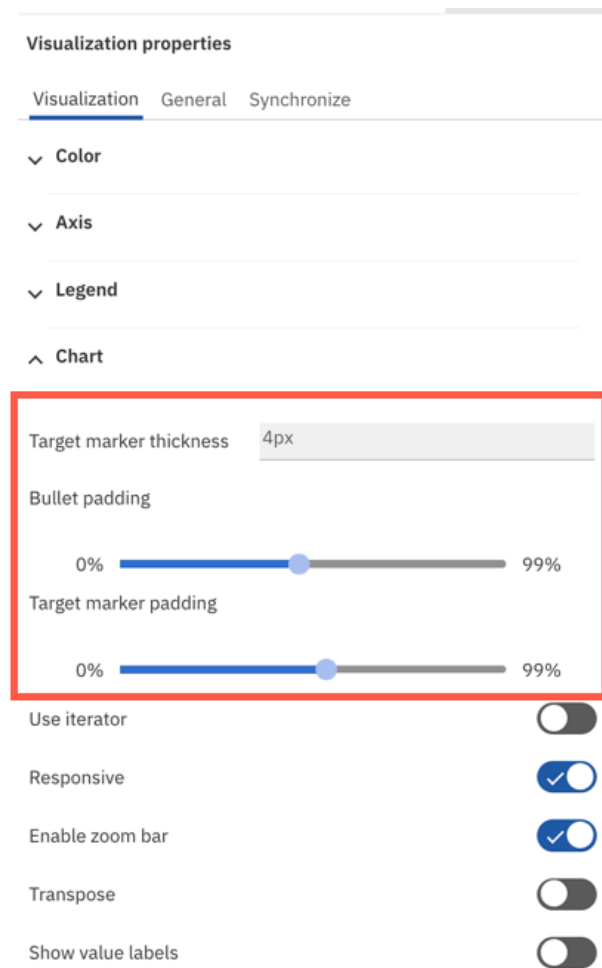 Visualization properties
Visualization General Synchronize
Color
Axis
Legend
Chart
Target marker thickness 4px
Bullet padding
0% 99%
Target marker padding
0% 99%
Use iterator
Responsive
Enable zoom bar
Transpose
Show value labels